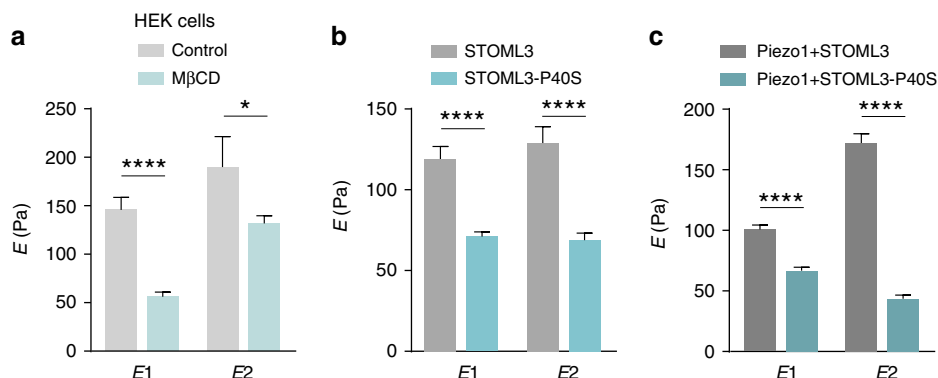 HEK cells
a
Control
MβCD
E (Pa)
250
200
150
100
50
0
****
*
E1
E2
b
STOML3
STOML3-P40S
E (Pa)
150
100
50
0
****
****
E1
E2
c
Piezo1+STOML3
Piezo1+STOML3-P40S
E (Pa)
200
150
100
50
0
****
****
E1
E2